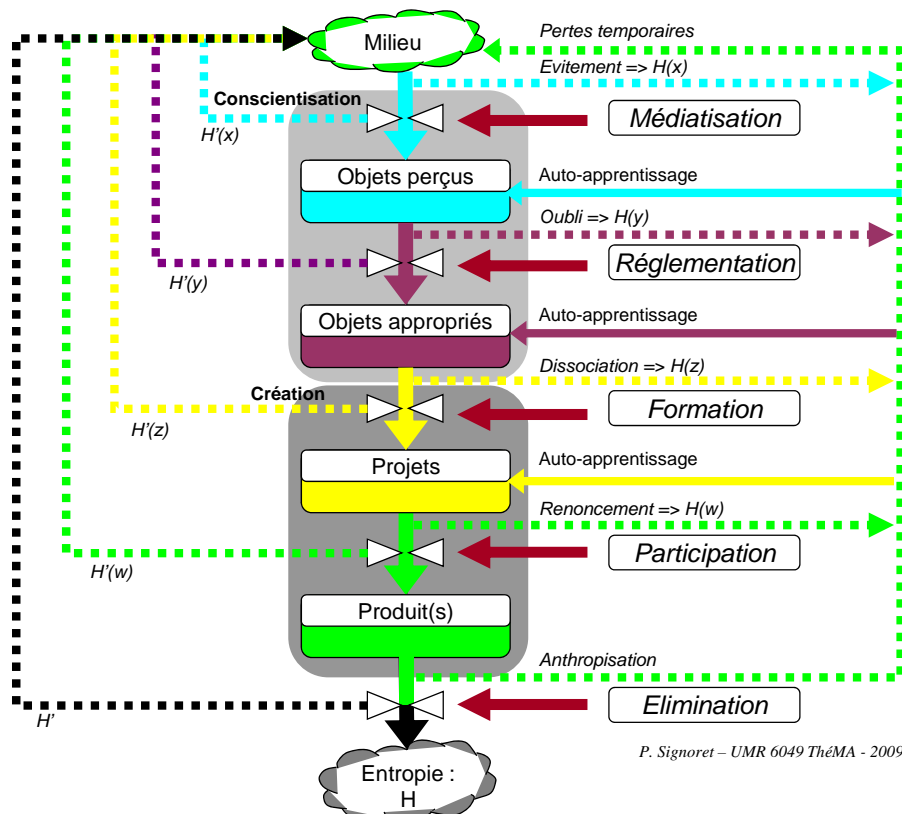 Milieu
Pertes temporaires
Evitement => H(x)
Conscientisation
H'(x)
Médiatisation
Objets perçus
Auto-apprentissage
Oubli => H(y)
H'(y)
Réglementation
Objets appropriés
Auto-apprentissage
Dissociation => H(z)
Création
H'(z)
Formation
Projets
Auto-apprentissage
Renoncement => H(w)
H'(w)
Participation
Produit(s)
Anthropisation
H'
Elimination
Entropie :
H
P. Signoret – UMR 6049 ThéMA - 2009